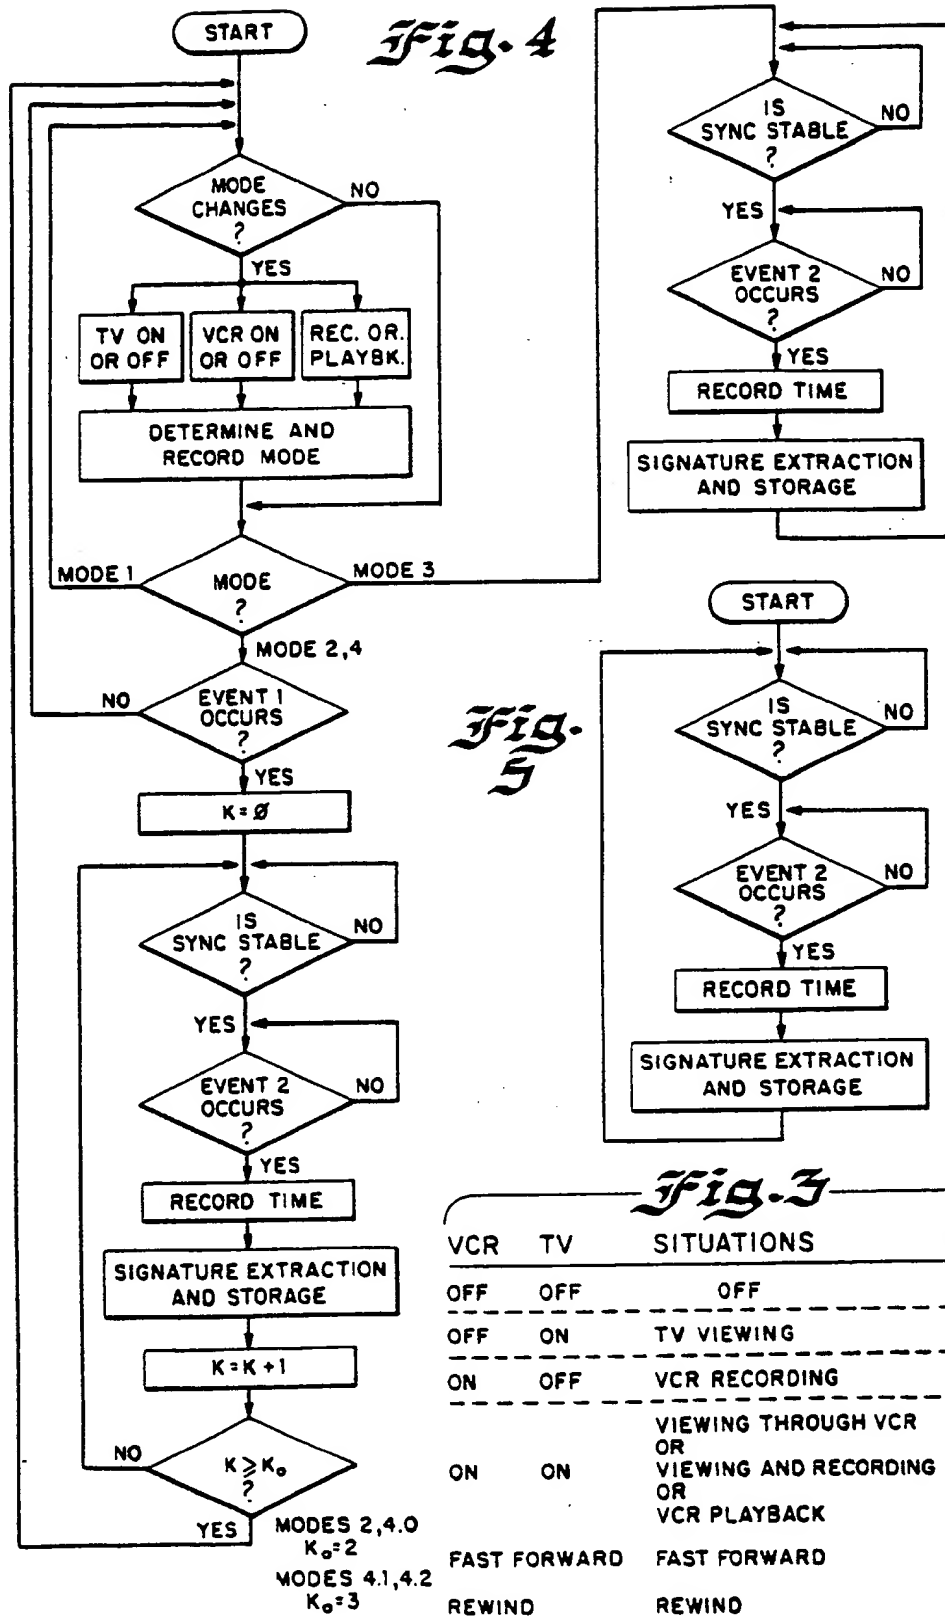 Fig. 4
START
MODE
CHANGES
?
NO
YES
TV ON
OR OFF
VCR ON
OR OFF
REC. OR.
PLAYBK.
DETERMINE AND
RECORD MODE
MODE 1
MODE
?
MODE 3
MODE 2,4
EVENT 1
OCCURS
?
NO
YES
K=Ø
IS
SYNC STABLE
?
NO
YES
EVENT 2
OCCURS
?
NO
YES
RECORD TIME
SIGNATURE EXTRACTION
AND STORAGE
K=K+1
K≥K₀
?
NO
YES
MODES 2,4.0
K₀=2
MODES 4.1,4.2
K₀=3
IS
SYNC STABLE
?
NO
YES
EVENT 2
OCCURS
?
NO
YES
RECORD TIME
SIGNATURE EXTRACTION
AND STORAGE
Fig.
5
START
IS
SYNC STABLE
?
NO
YES
EVENT 2
OCCURS
?
NO
YES
RECORD TIME
SIGNATURE EXTRACTION
AND STORAGE
Fig. 3
VCR TV SITUATIONS
OFF OFF OFF
OFF ON TV VIEWING
ON OFF VCR RECORDING
VIEWING THROUGH VCR
OR
ON ON VIEWING AND RECORDING
OR
VCR PLAYBACK
FAST FORWARD FAST FORWARD
REWIND REWIND